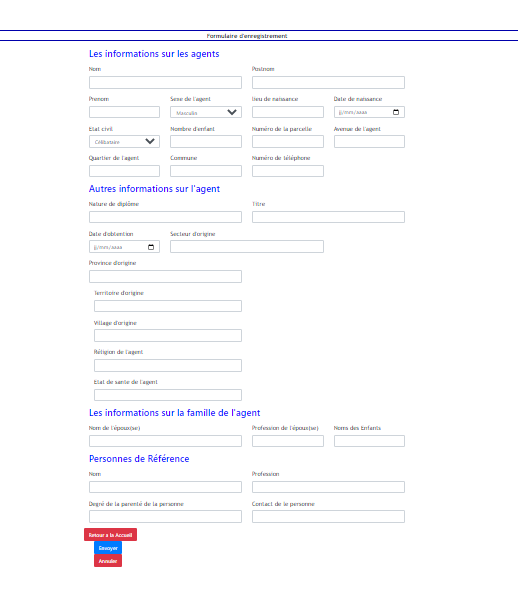 Formulaire d'enregistrement
Les informations sur les agents
Nom Postnom
Prenom Sexe de l'agent lieu de naissance Date de naissance
Masculin jj/mm/aaaa
Etat civil Nombre d'enfant Numéro de la parcelle Avenue de l'agent
Célibataire
Quartier de l'agent Commune Numéro de téléphone
Autres informations sur l'agent
Nature de diplôme Titre
Date d'obtention Secteur d'origine
jj/mm/aaaa
Province d'origine
Territoire d'origine
Village d'origine
Réligion de l'agent
Etat de sante de l'agent
Les informations sur la famille de l'agent
Nom de l'époux(se) Profession de l'époux(se) Noms des Enfants
Personnes de Référence
Nom Profession
Degré de la parenté de la personne Contact de le personne
Retour a la Accueil
Envoyer
Annuler